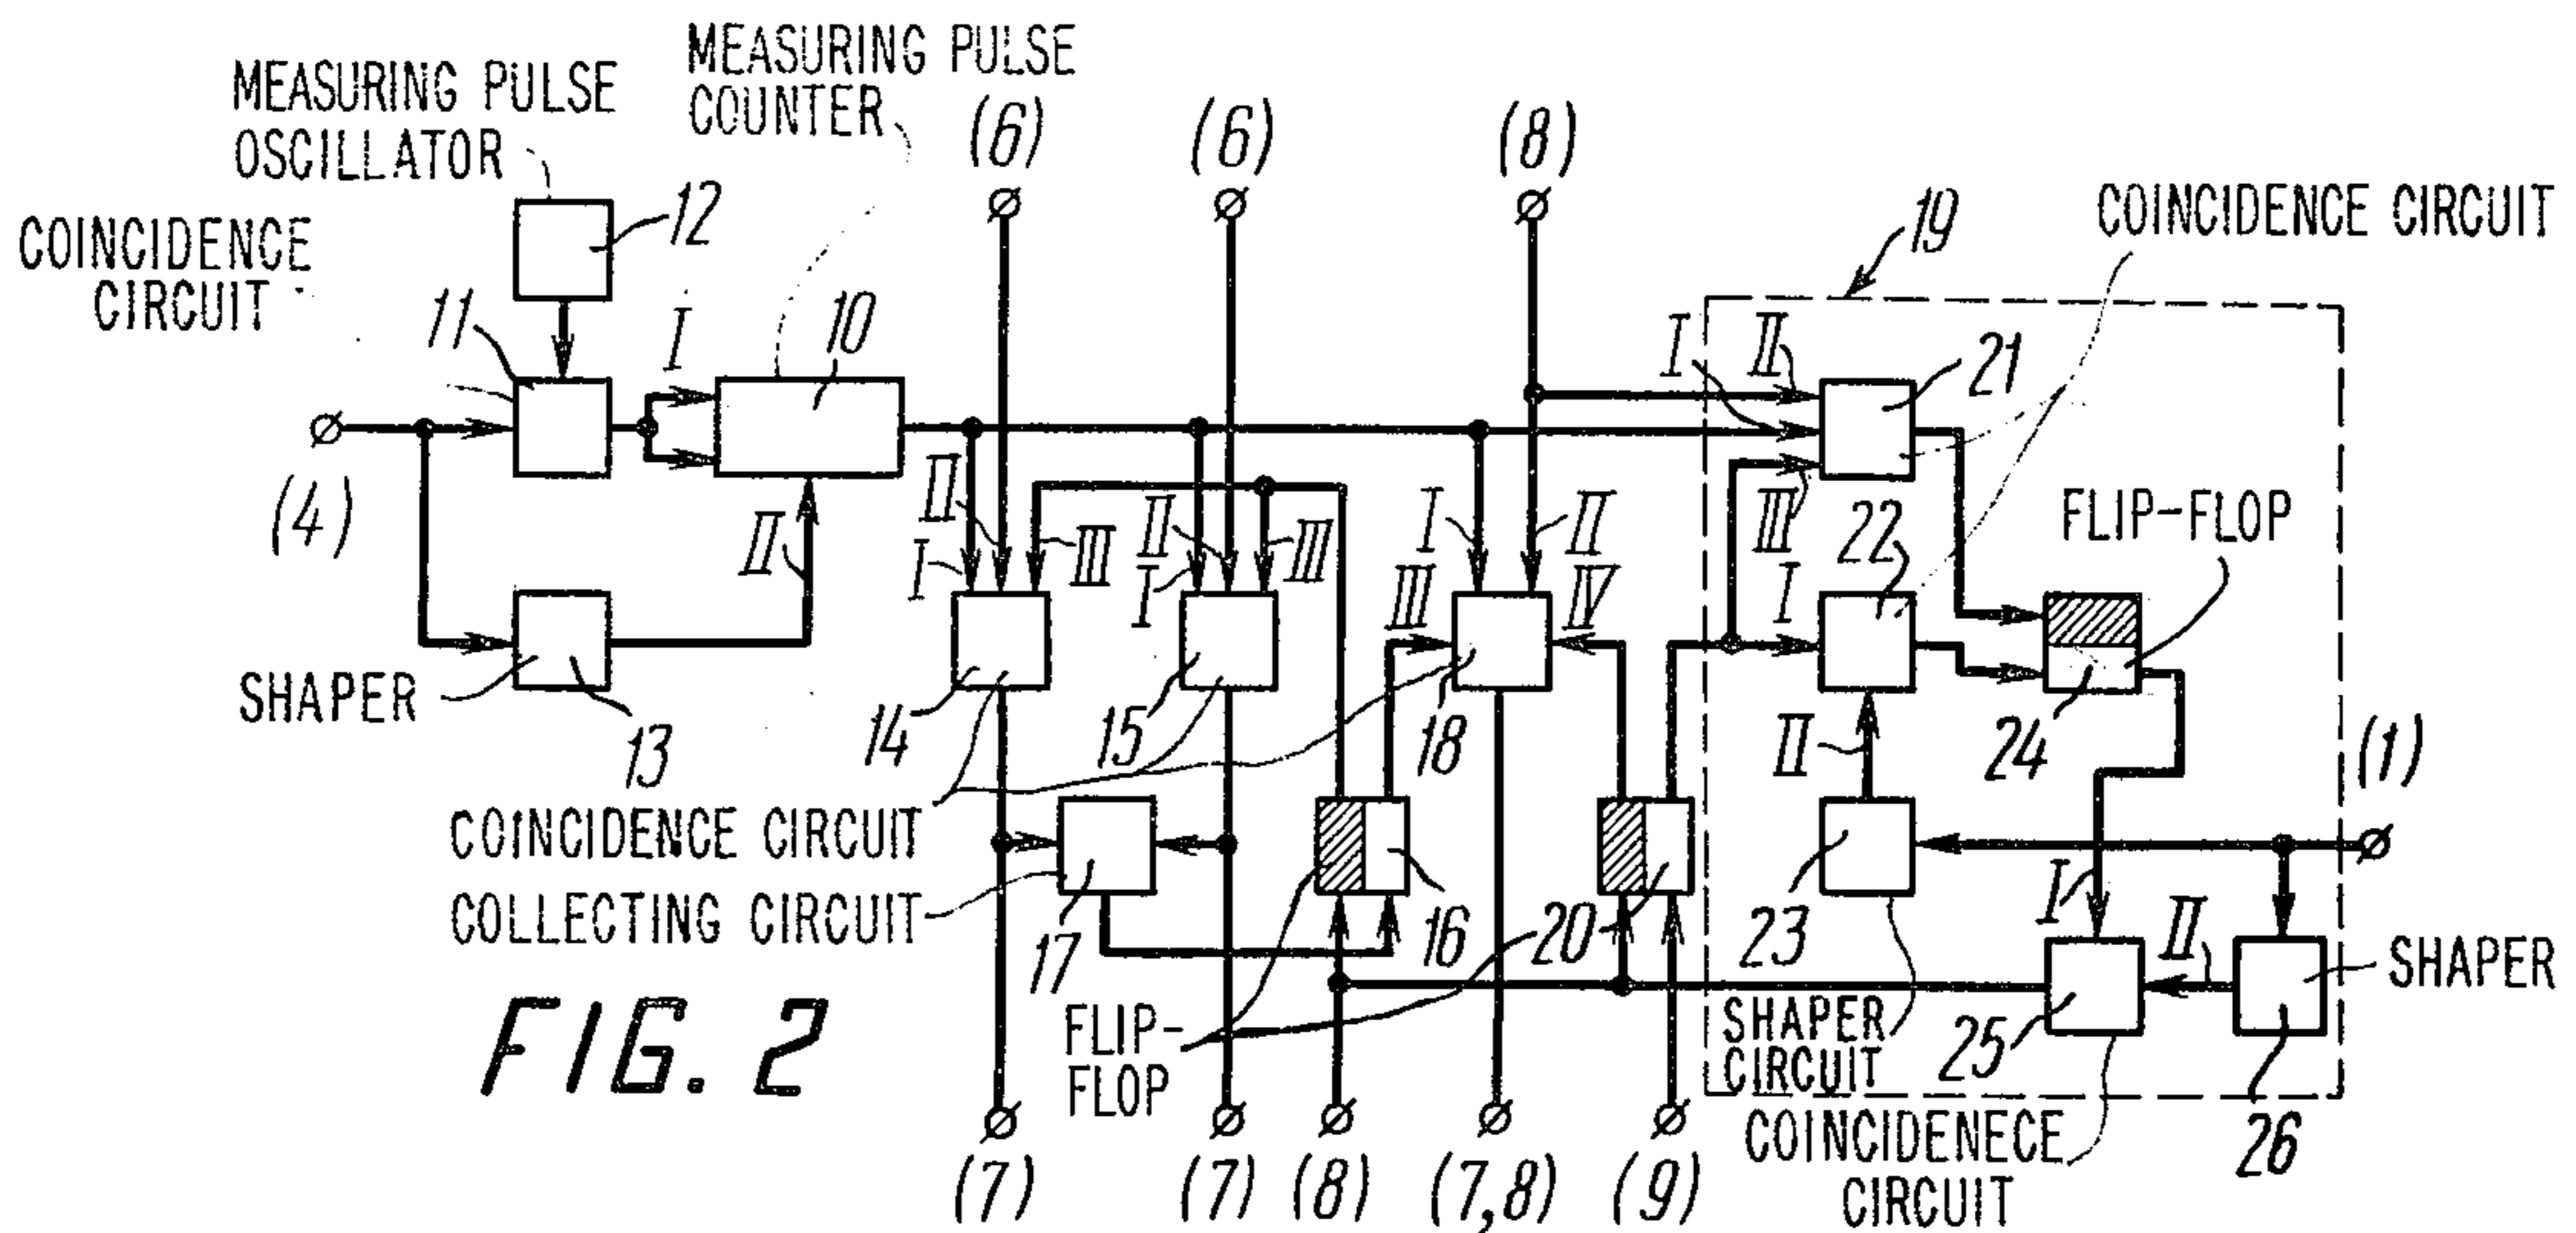 MEASURING PULSE
OSCILLATOR
MEASURING PULSE
COUNTER
(6)
(6)
(8)
19
COINCIDENCE CIRCUIT
COINCIDENCE
CIRCUIT
12
11
I
10
I
II
21
(4)
II
II
I
III
II
I
III
I
II
III
IV
III
22
I
FLIP-FLOP
SHAPER
13
14
15
18
II
24
(1)
COINCIDENCE CIRCUIT
COLLECTING CIRCUIT
17
16
20
23
I
II
SHAPER
FLIP-
FLOP
SHAPER
CIRCUIT
25
26
COINCIDENECE
CIRCUIT
FIG. 2
(7)
(7)
(8)
(7,8)
(9)